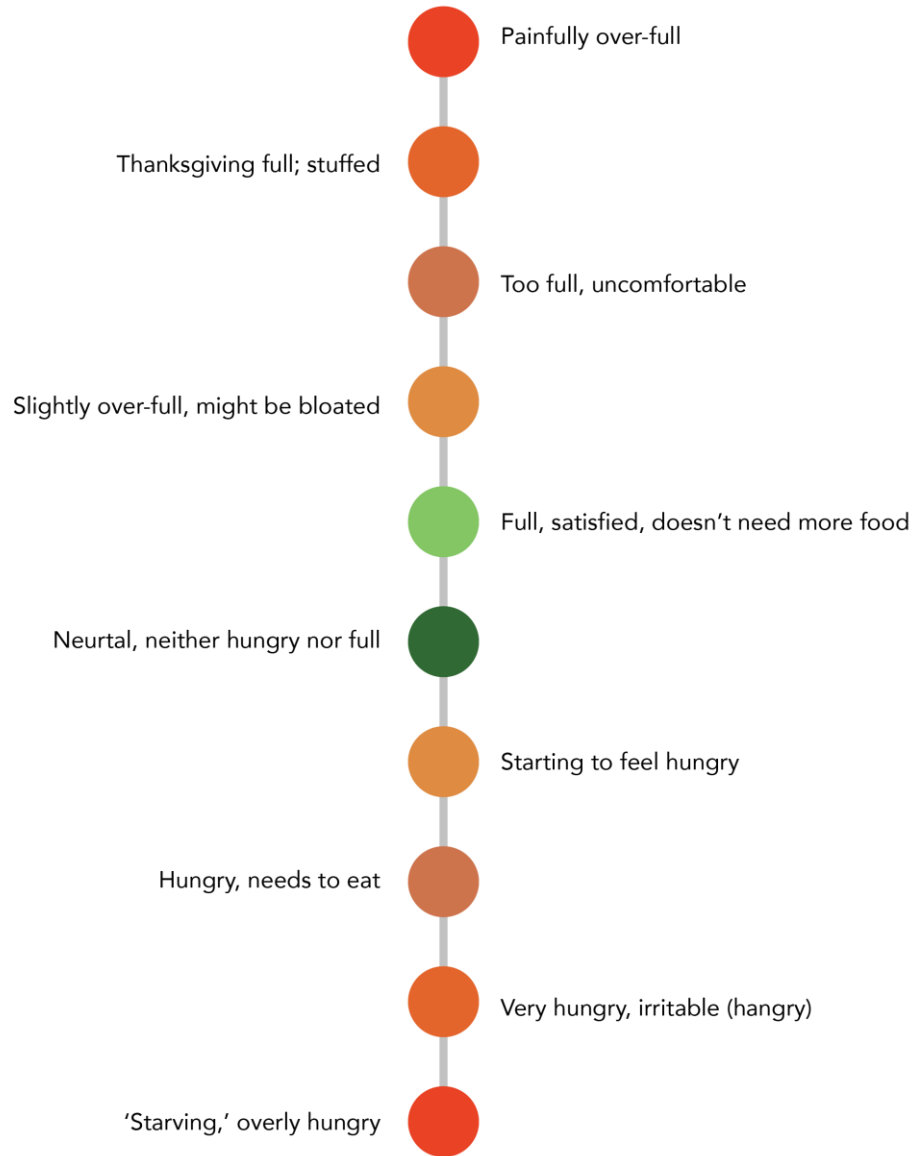 Painfully over-full
Thanksgiving full; stuffed
Too full, uncomfortable
Slightly over-full, might be bloated
Full, satisfied, doesn’t need more food
Neurtal, neither hungry nor full
Starting to feel hungry
Hungry, needs to eat
Very hungry, irritable (hangry)
‘Starving,’ overly hungry